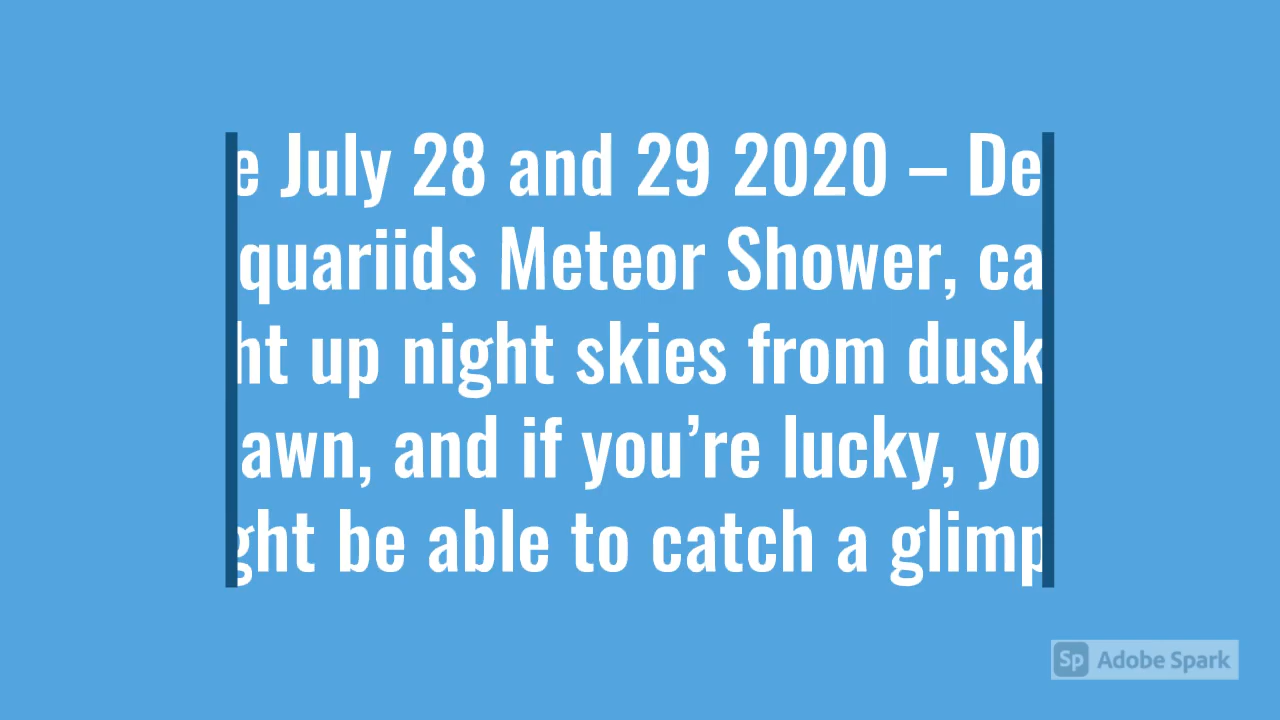 e July 28 and 29 2020 – De
quariids Meteor Shower, ca
ht up night skies from dusk
awn, and if you’re lucky, yo
ght be able to catch a glimp
Sp Adobe Spark